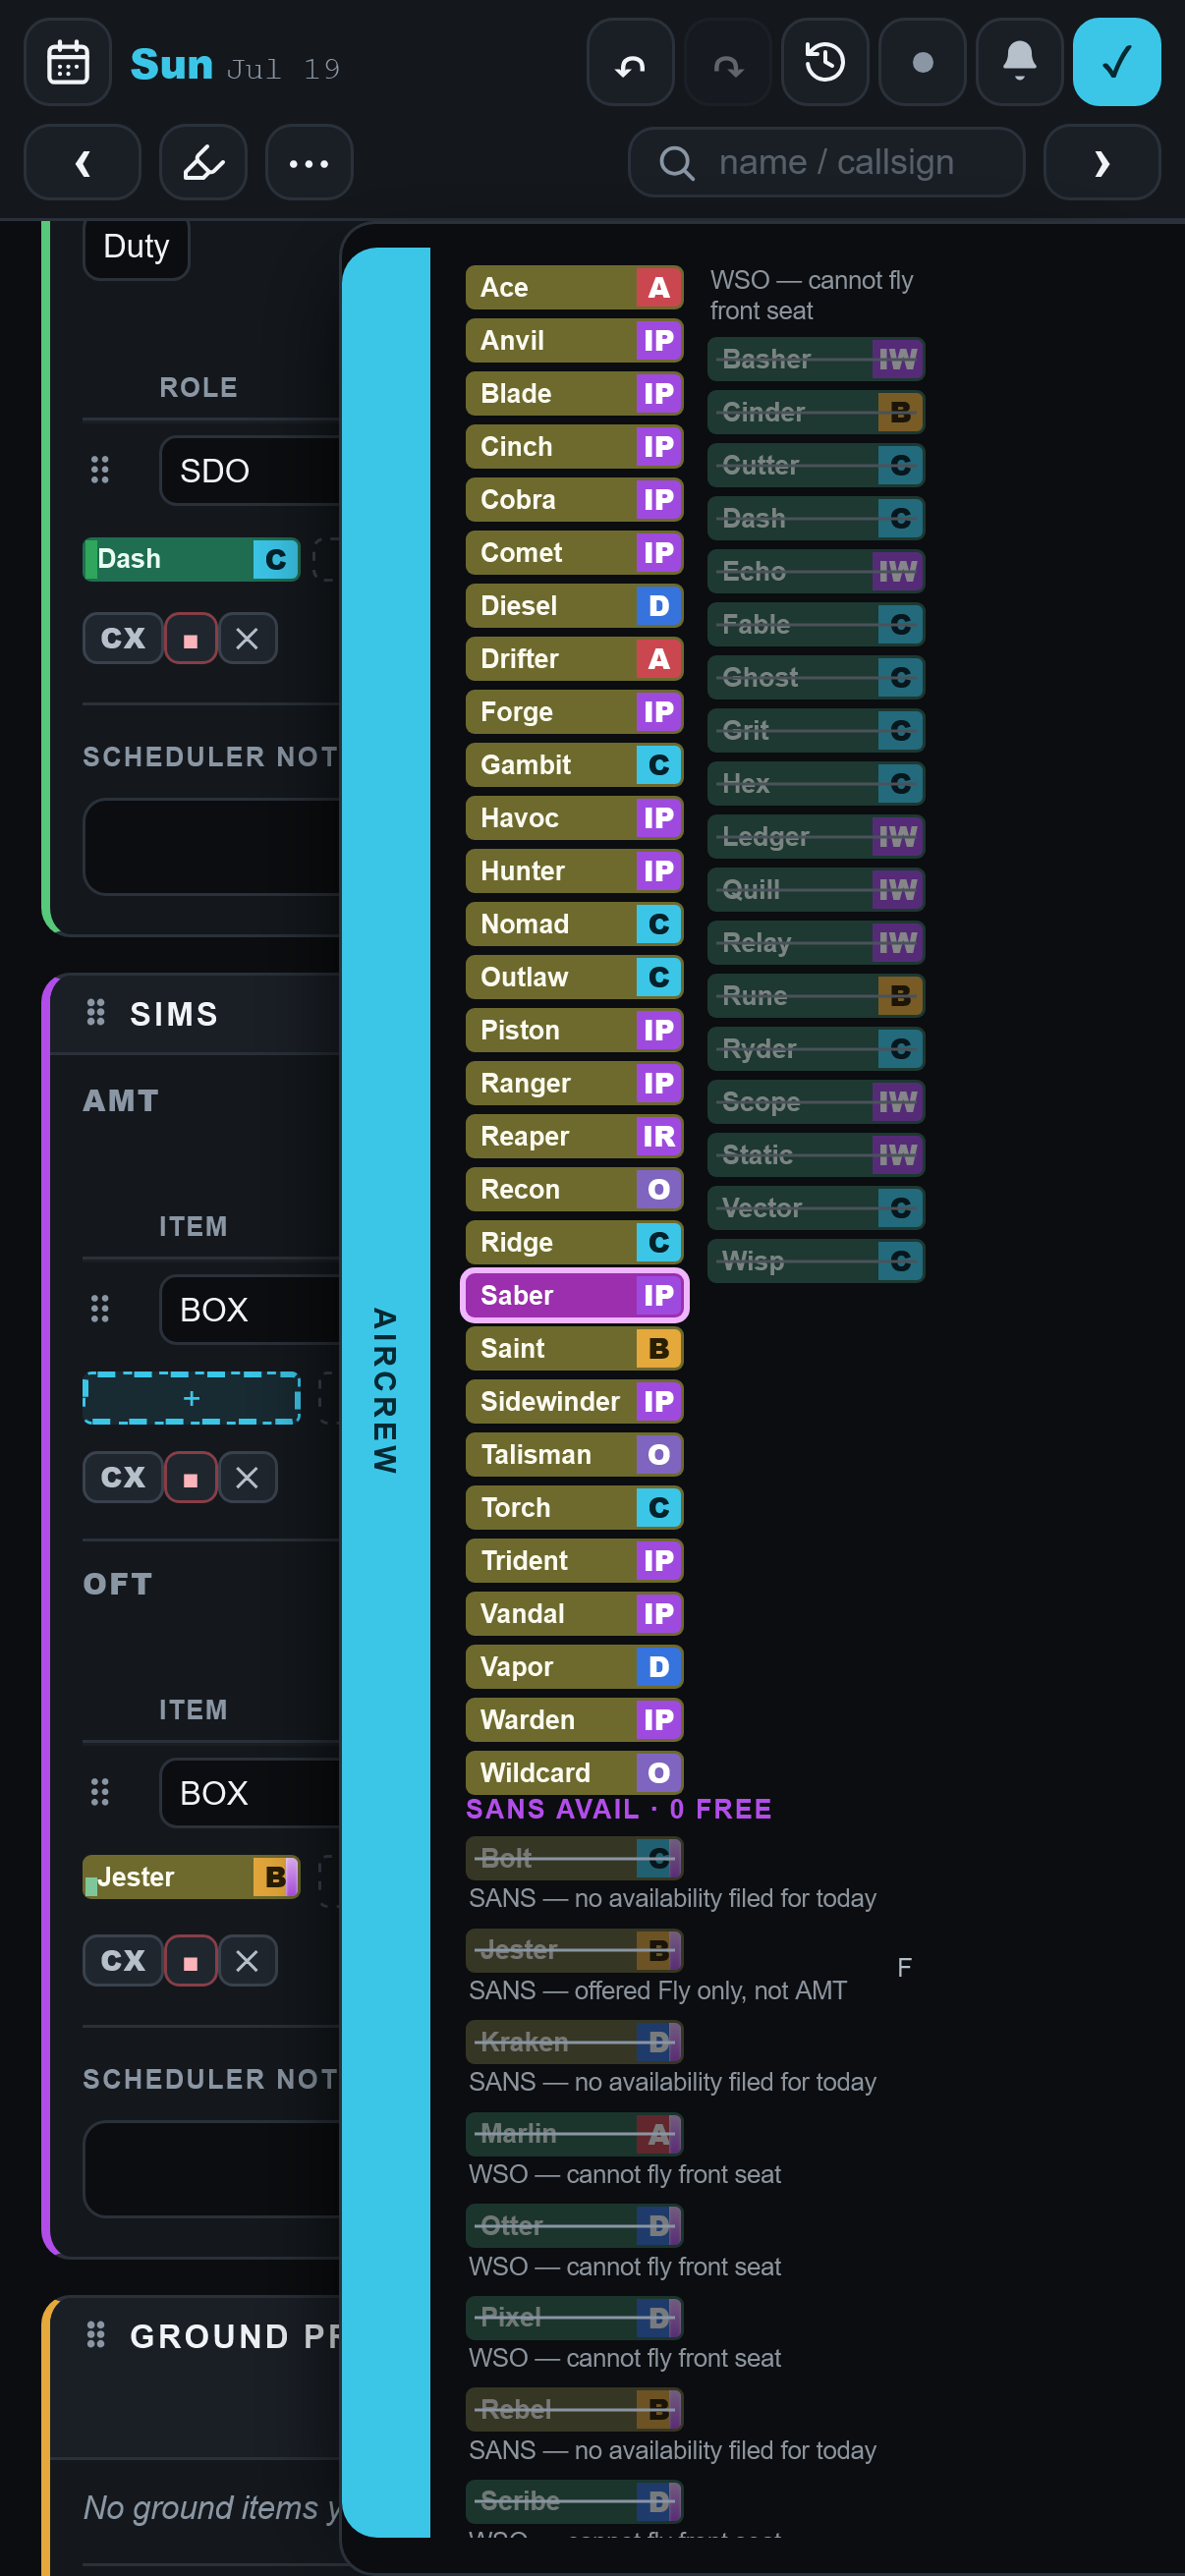 Sun Jul 19
name / callsign
Duty
ROLE
SDO
Dash C
CX
SCHEDULER NOT
SIMS
AMT
ITEM
BOX
+
CX
OFT
ITEM
BOX
Jester B
CX
SCHEDULER NOT
GROUND PR
No ground items y
AIRCREW
Ace A
Anvil IP
Blade IP
Cinch IP
Cobra IP
Comet IP
Diesel D
Drifter A
Forge IP
Gambit C
Havoc IP
Hunter IP
Nomad C
Outlaw C
Piston IP
Ranger IP
Reaper IR
Recon O
Ridge C
Saber IP
Saint B
Sidewinder IP
Talisman O
Torch C
Trident IP
Vandal IP
Vapor D
Warden IP
Wildcard O
WSO — cannot fly
front seat
Basher IW
Cinder B
Cutter C
Dash C
Echo IW
Fable C
Ghost C
Grit C
Hex C
Ledger IW
Quill IW
Relay IW
Rune B
Ryder C
Scope IW
Static IW
Vector C
Wisp C
SANS AVAIL · 0 FREE
Bolt C
SANS — no availability filed for today
Jester B
F
SANS — offered Fly only, not AMT
Kraken D
SANS — no availability filed for today
Marlin A
WSO — cannot fly front seat
Otter D
WSO — cannot fly front seat
Pixel D
WSO — cannot fly front seat
Rebel B
SANS — no availability filed for today
Scribe D
WSO — cannot fly front seat